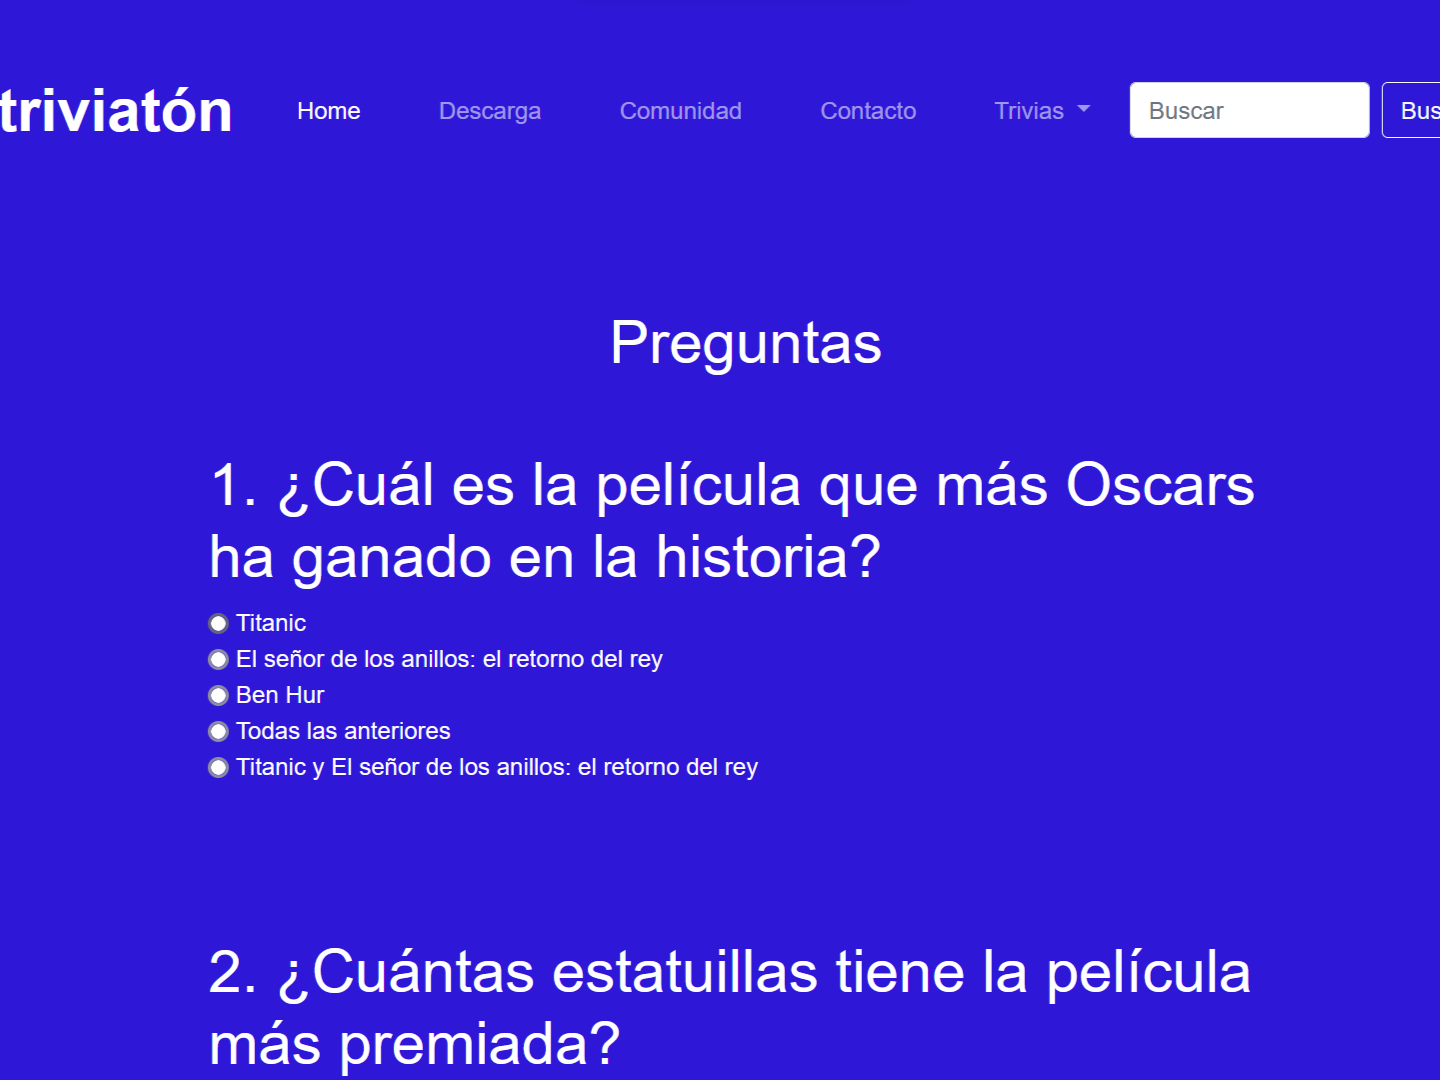 triviatón
Home
Descarga
Comunidad
Contacto
Trivias
Buscar
Bus
Preguntas
1. ¿Cuál es la película que más Oscars
ha ganado en la historia?
Titanic
El señor de los anillos: el retorno del rey
Ben Hur
Todas las anteriores
Titanic y El señor de los anillos: el retorno del rey
2. ¿Cuántas estatuillas tiene la película
más premiada?